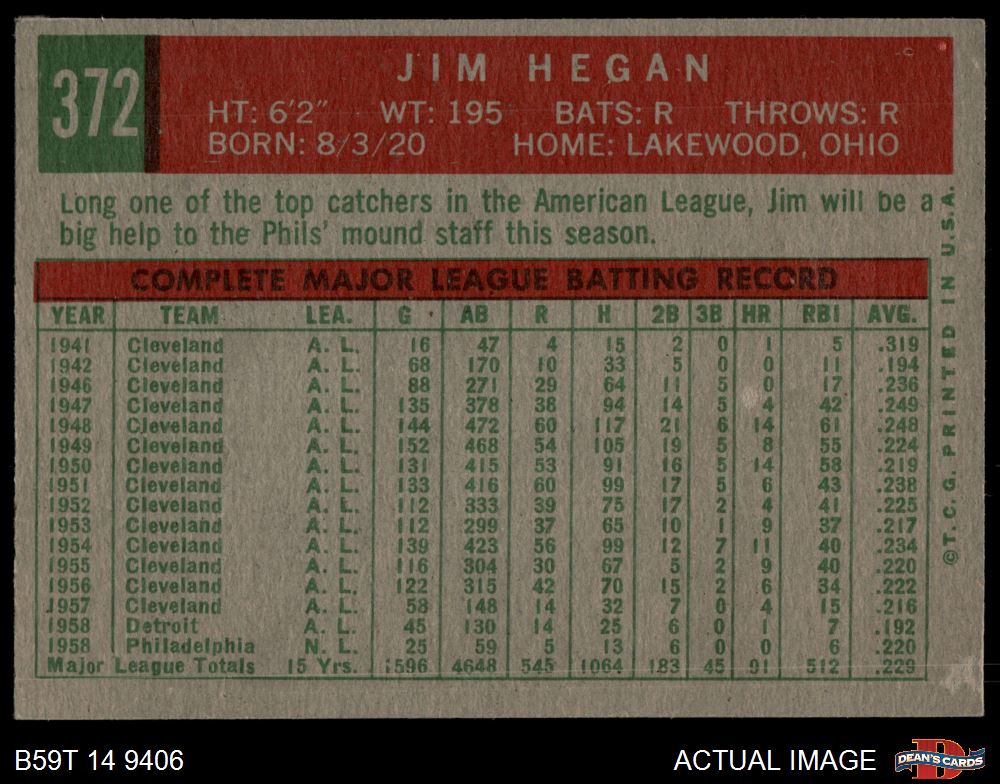 372
JIM HEGAN
HT: 6'2" WT: 195 BATS: R THROWS: R
BORN: 8/3/20 HOME: LAKEWOOD, OHIO
Long one of the top catchers in the American League, Jim will be a
big help to the Phils' mound staff this season.
COMPLETE MAJOR LEAGUE BATTING RECORD
YEAR TEAM LEA. G AB R H 2B 3B HR RBI AVG.
1941 Cleveland A. L. 16 47 4 15 2 0 1 5 .319
1942 Cleveland A. L. 68 170 10 33 5 0 0 11 .194
1946 Cleveland A. L. 88 271 29 64 11 5 0 17 .236
1947 Cleveland A. L. 135 378 38 94 14 5 4 42 .249
1948 Cleveland A. L. 144 472 60 117 21 6 14 61 .248
1949 Cleveland A. L. 152 468 54 105 19 5 8 55 .224
1950 Cleveland A. L. 131 415 53 91 16 5 14 58 .219
1951 Cleveland A. L. 133 416 60 99 17 5 6 43 .238
1952 Cleveland A. L. 112 333 39 75 17 2 4 41 .225
1953 Cleveland A. L. 112 299 37 65 10 1 9 37 .217
1954 Cleveland A. L. 139 423 56 99 12 7 11 40 .234
1955 Cleveland A. L. 116 304 30 67 5 2 9 40 .220
1956 Cleveland A. L. 122 315 42 70 15 2 6 34 .222
1957 Cleveland A. L. 58 148 14 32 7 0 4 15 .216
1958 Detroit A. L. 45 130 14 25 6 0 1 7 .192
1958 Philadelphia N. L. 25 59 5 13 6 0 0 6 .220
Major League Totals 15 Yrs. 1596 4648 545 1064 183 45 91 512 .229
©T.C.G. PRINTED IN U.S.A.
B59T 14 9406
ACTUAL IMAGE
D
DEAN'S CARDS